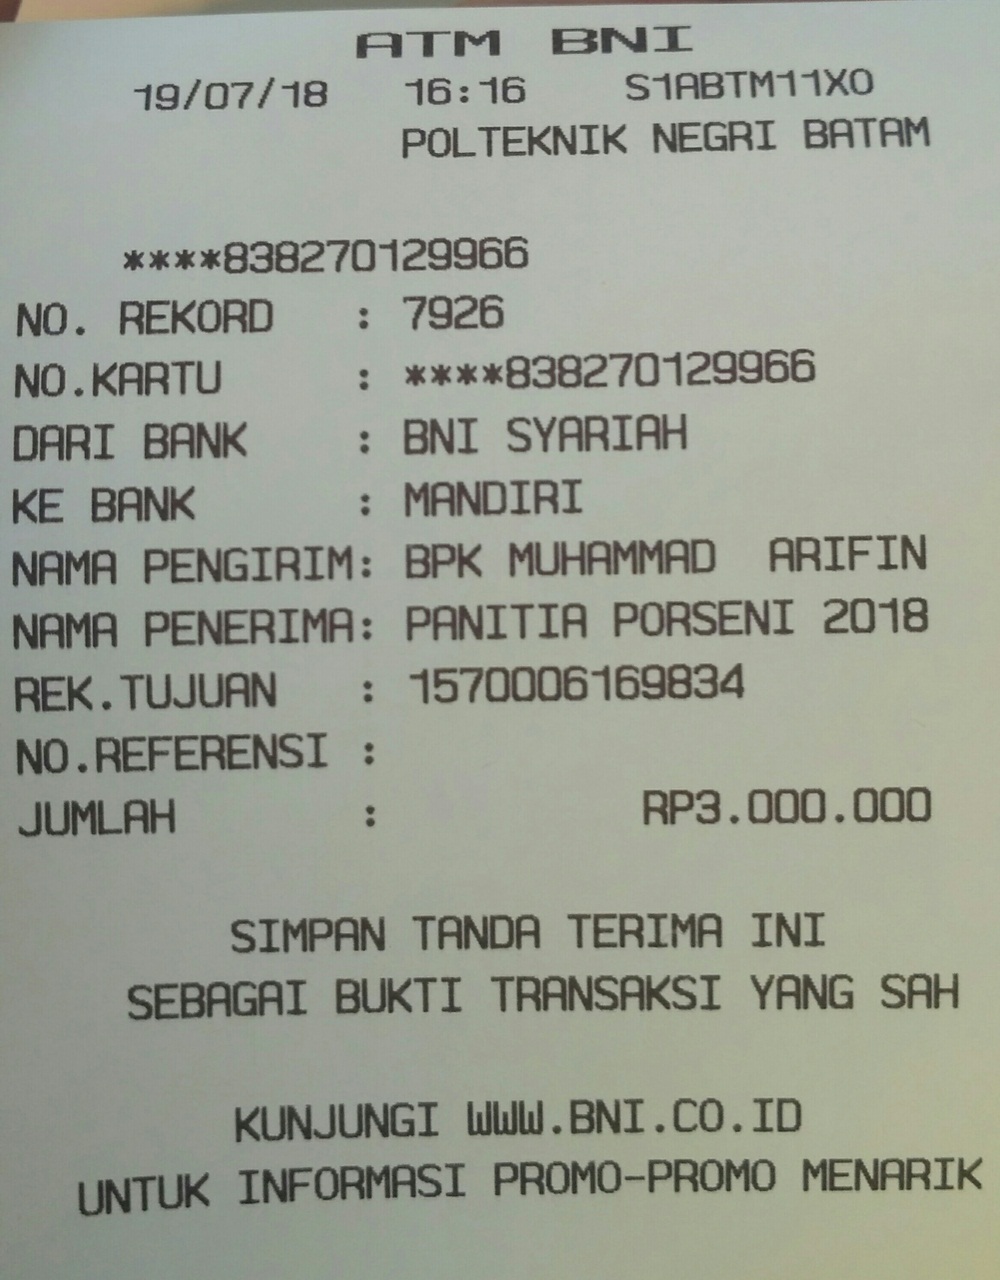 ATM BNI
19/07/18 16:16 S1ABTM11X0
POLTEKNIK NEGRI BATAM
****838270129966
NO. REKORD : 7926
NO.KARTU : ****838270129966
DARI BANK : BNI SYARIAH
KE BANK : MANDIRI
NAMA PENGIRIM: BPK MUHAMMAD ARIFIN
NAMA PENERIMA: PANITIA PORSENI 2018
REK.TUJUAN : 1570006169834
NO.REFERENSI :
JUMLAH : RP3.000.000
SIMPAN TANDA TERIMA INI
SEBAGAI BUKTI TRANSAKSI YANG SAH
KUNJUNGI WWW.BNI.CO.ID
UNTUK INFORMASI PROMO-PROMO MENARIK